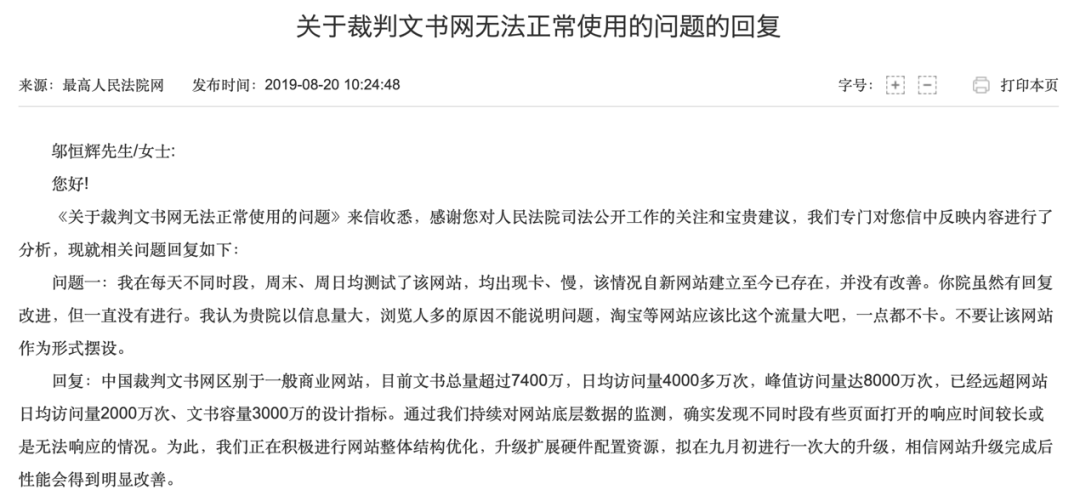 关于裁判文书网无法正常使用的问题的回复
来源：最高人民法院网 发布时间：2019-08-20 10:24:48 字号： + − 打印本页
邬恒辉先生/女士:
您好!
《关于裁判文书网无法正常使用的问题》来信收悉，感谢您对人民法院司法公开工作的关注和宝贵建议，我们专门对您信中反映内容进行了
分析，现就相关问题回复如下：
问题一：我在每天不同时段，周末、周日均测试了该网站，均出现卡、慢，该情况自新网站建立至今已存在，并没有改善。你院虽然有回复
改进，但一直没有进行。我认为贵院以信息量大，浏览人多的原因不能说明问题，淘宝等网站应该比这个流量大吧，一点都不卡。不要让该网站
作为形式摆设。
回复：中国裁判文书网区别于一般商业网站，目前文书总量超过7400万，日均访问量4000多万次，峰值访问量达8000万次，已经远超网站
日均访问量2000万次、文书容量3000万的设计指标。通过我们持续对网站底层数据的监测，确实发现不同时段有些页面打开的响应时间较长或
是无法响应的情况。为此，我们正在积极进行网站整体结构优化，升级扩展硬件配置资源，拟在九月初进行一次大的升级，相信网站升级完成后
性能会得到明显改善。